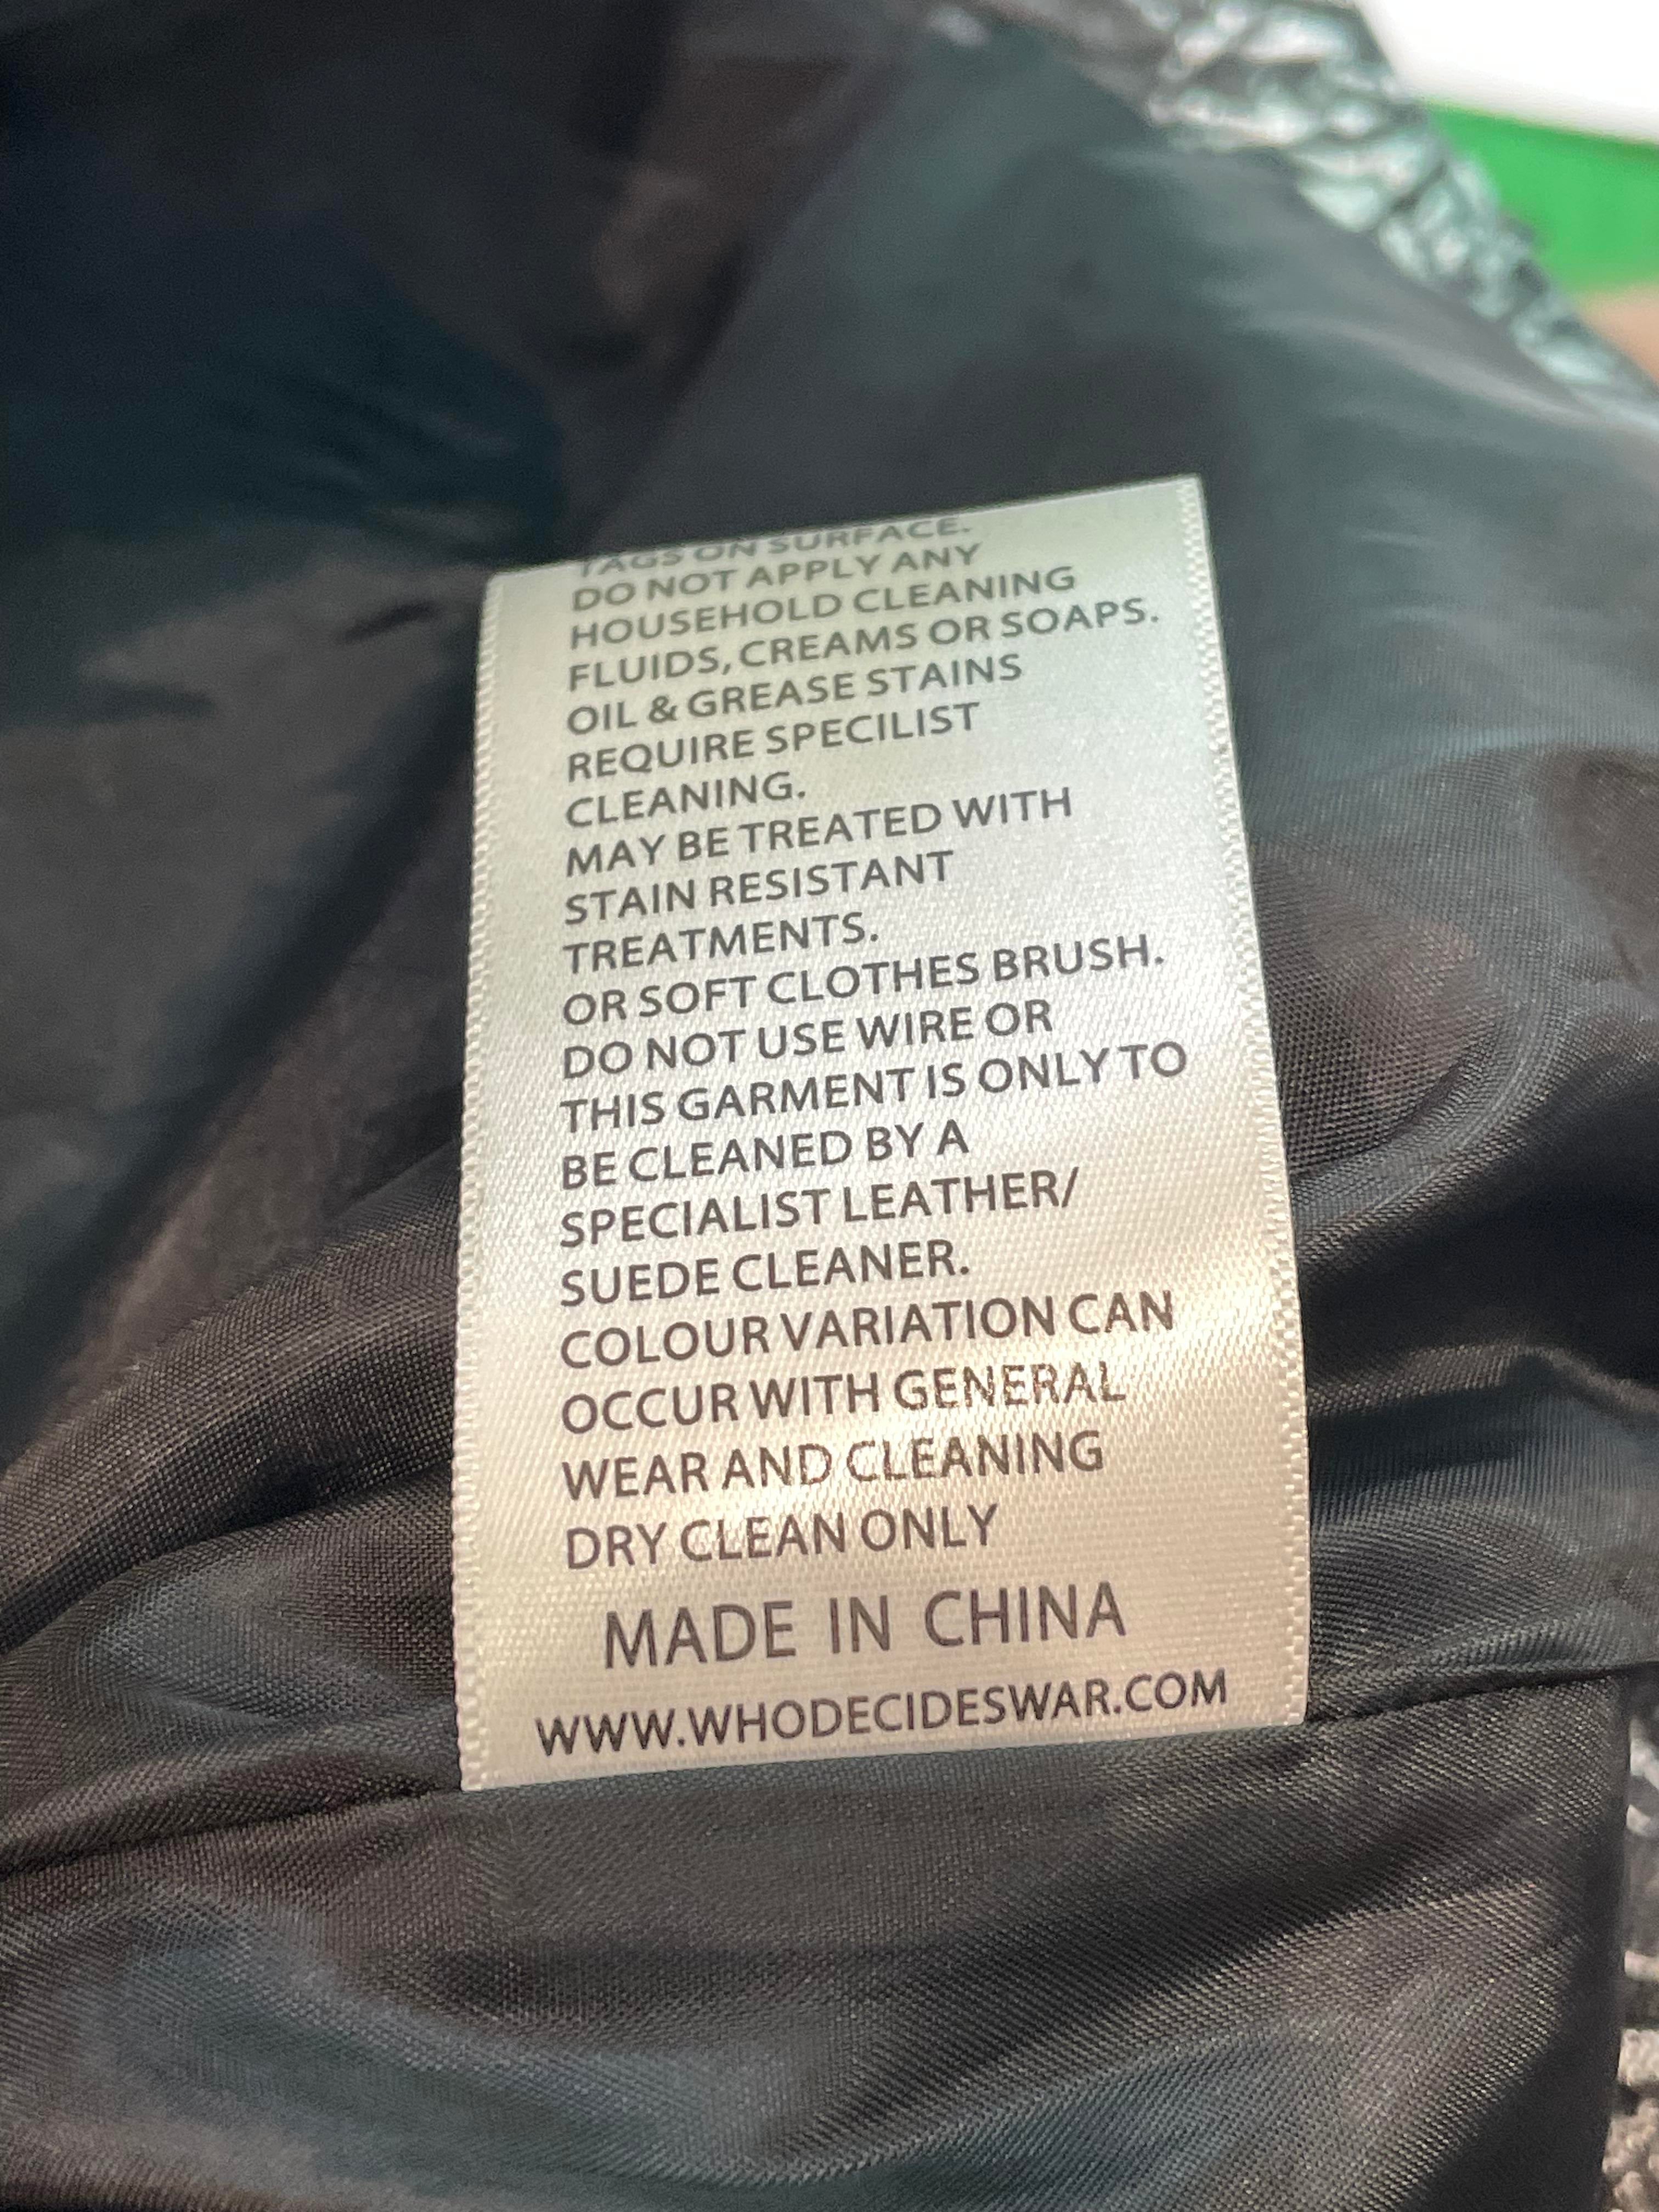 TAGS ON SURFACE.
DO NOT APPLY ANY
HOUSEHOLD CLEANING
FLUIDS, CREAMS OR SOAPS.
OIL & GREASE STAINS
REQUIRE SPECILIST
CLEANING.
MAY BE TREATED WITH
STAIN RESISTANT
TREATMENTS.
OR SOFT CLOTHES BRUSH.
DO NOT USE WIRE OR
THIS GARMENT IS ONLY TO
BE CLEANED BY A
SPECIALIST LEATHER/
SUEDE CLEANER.
COLOUR VARIATION CAN
OCCUR WITH GENERAL
WEAR AND CLEANING
DRY CLEAN ONLY
MADE IN CHINA
WWW.WHODECIDESWAR.COM